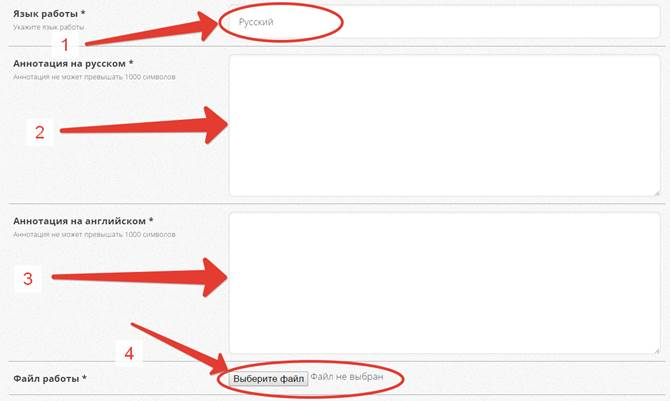 Язык работы *
Русский
Укажите язык работы
1
Аннотация на русском *
Аннотация не может превышать 1000 символов
2
Аннотация на английском *
Аннотация не может превышать 1000 символов
3
4
Файл работы *
Выберите файл Файл не выбран